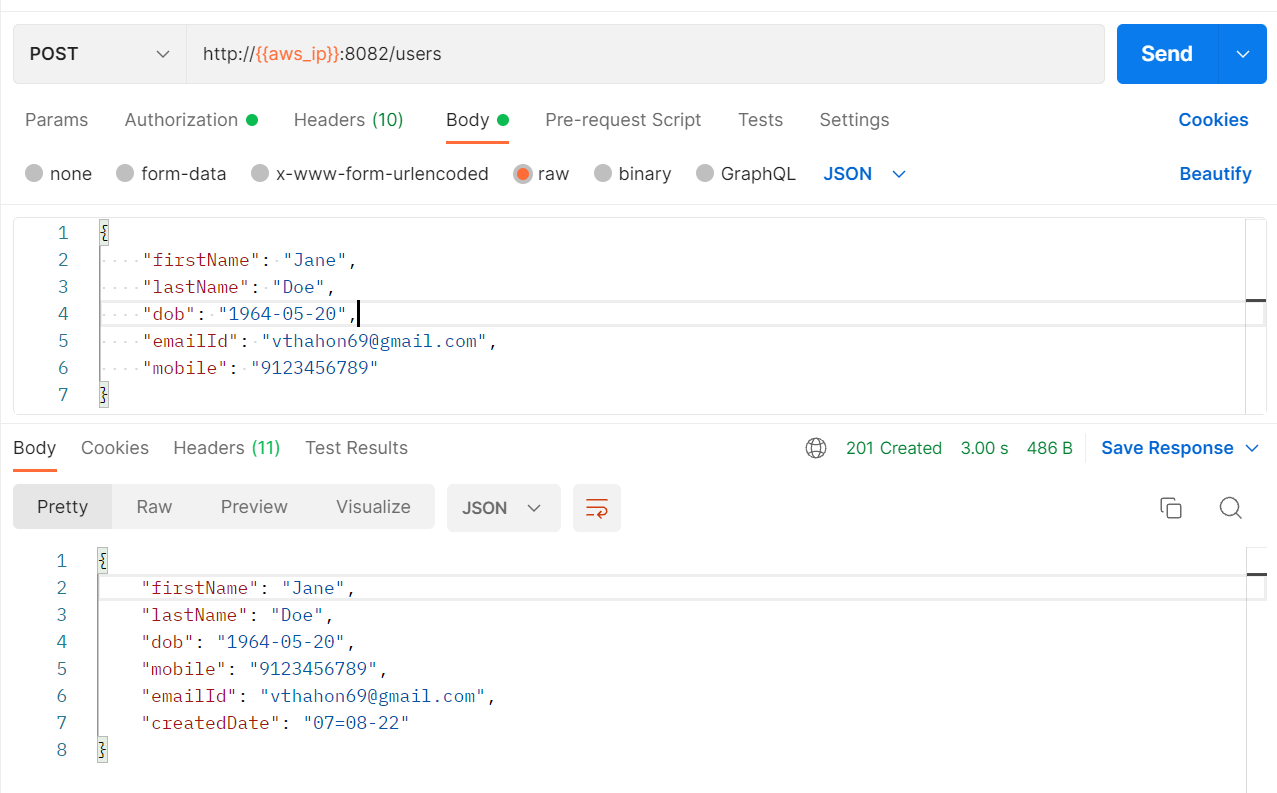 POST http://{{aws_ip}}:8082/users Send
Params Authorization Headers (10) Body Pre-request Script Tests Settings Cookies
none form-data x-www-form-urlencoded raw binary GraphQL JSON Beautify
1 {
2 "firstName": "Jane",
3 "lastName": "Doe",
4 "dob": "1964-05-20",
5 "emailId": "vthahon69@gmail.com",
6 "mobile": "9123456789"
7 }
Body Cookies Headers (11) Test Results 201 Created 3.00 s 486 B Save Response
Pretty Raw Preview Visualize JSON
1 {
2 "firstName": "Jane",
3 "lastName": "Doe",
4 "dob": "1964-05-20",
5 "mobile": "9123456789",
6 "emailId": "vthahon69@gmail.com",
7 "createdDate": "07=08-22"
8 }